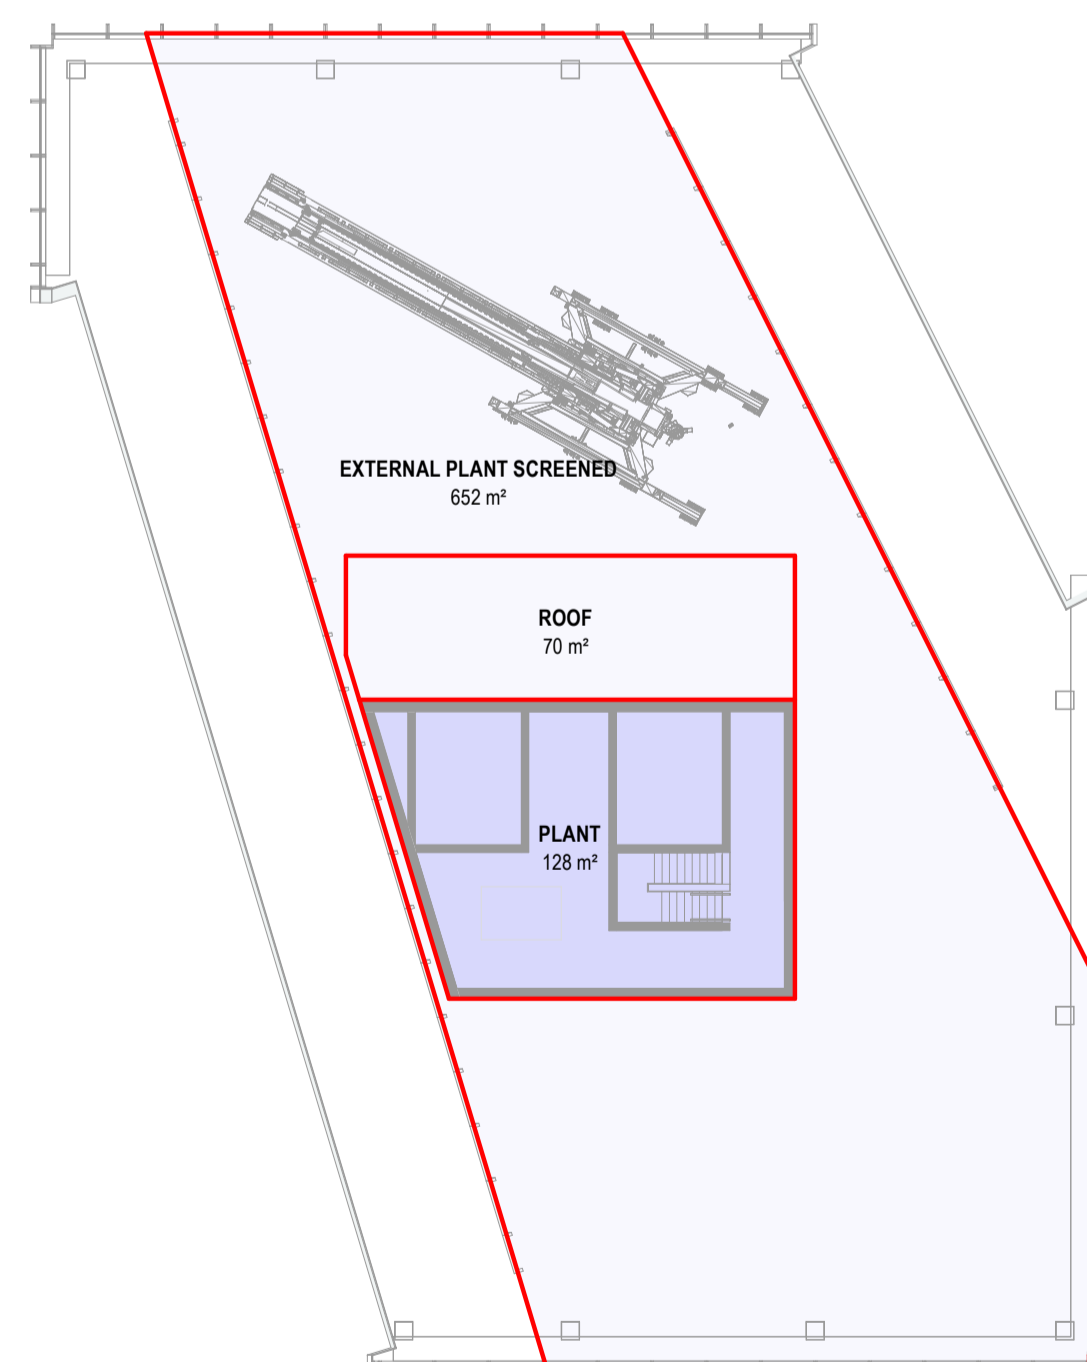 EXTERNAL PLANT SCREENED
652 m²
ROOF
70 m²
PLANT
128 m²